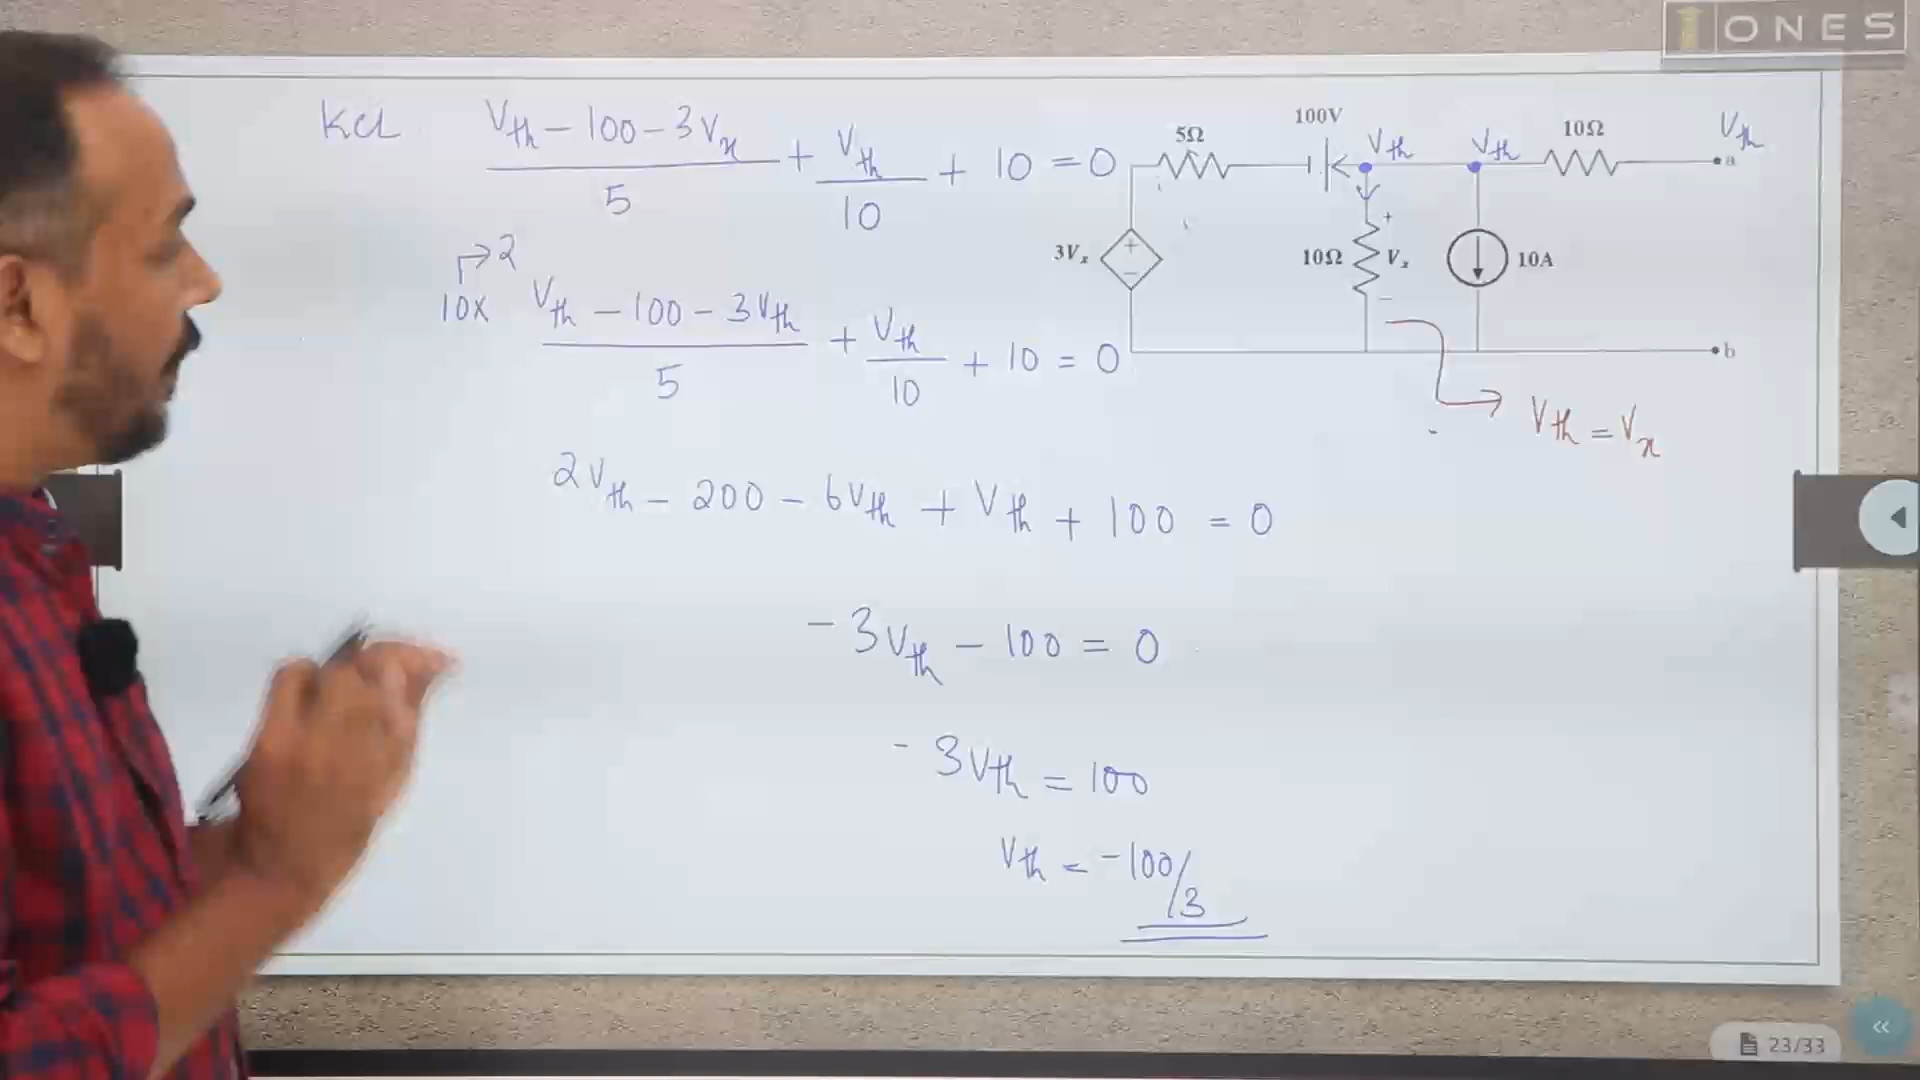 ONES
KCL
Vth - 100 - 3Vx / 5 + Vth / 10 + 10 = 0
10x → 2
Vth - 100 - 3Vth / 5 + Vth / 10 + 10 = 0
2Vth - 200 - 6Vth + Vth + 100 = 0
- 3Vth - 100 = 0
- 3Vth = 100
Vth = -100/3
5Ω
100V
Vth
Vth
10Ω
Vth
a
3Vx
+
−
10Ω
+
Vx
−
10A
b
Vth = Vx
23/33
«